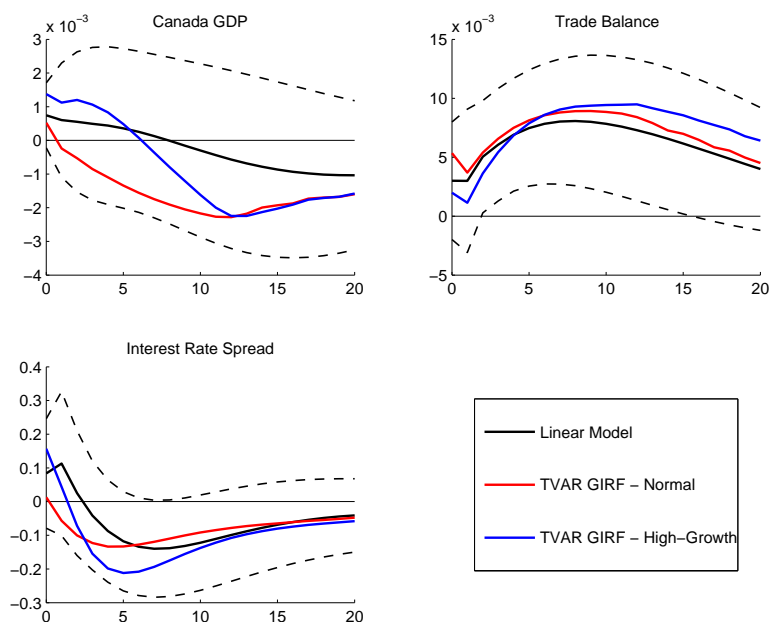 Canada GDP
x 10−3
3
2
1
0
−1
−2
−3
−4
0 5 10 15 20
Trade Balance
x 10−3
15
10
5
0
−5
0 5 10 15 20
Interest Rate Spread
0.4
0.3
0.2
0.1
0
−0.1
−0.2
−0.3
0 5 10 15 20
Linear Model
TVAR GIRF − Normal
TVAR GIRF − High−Growth